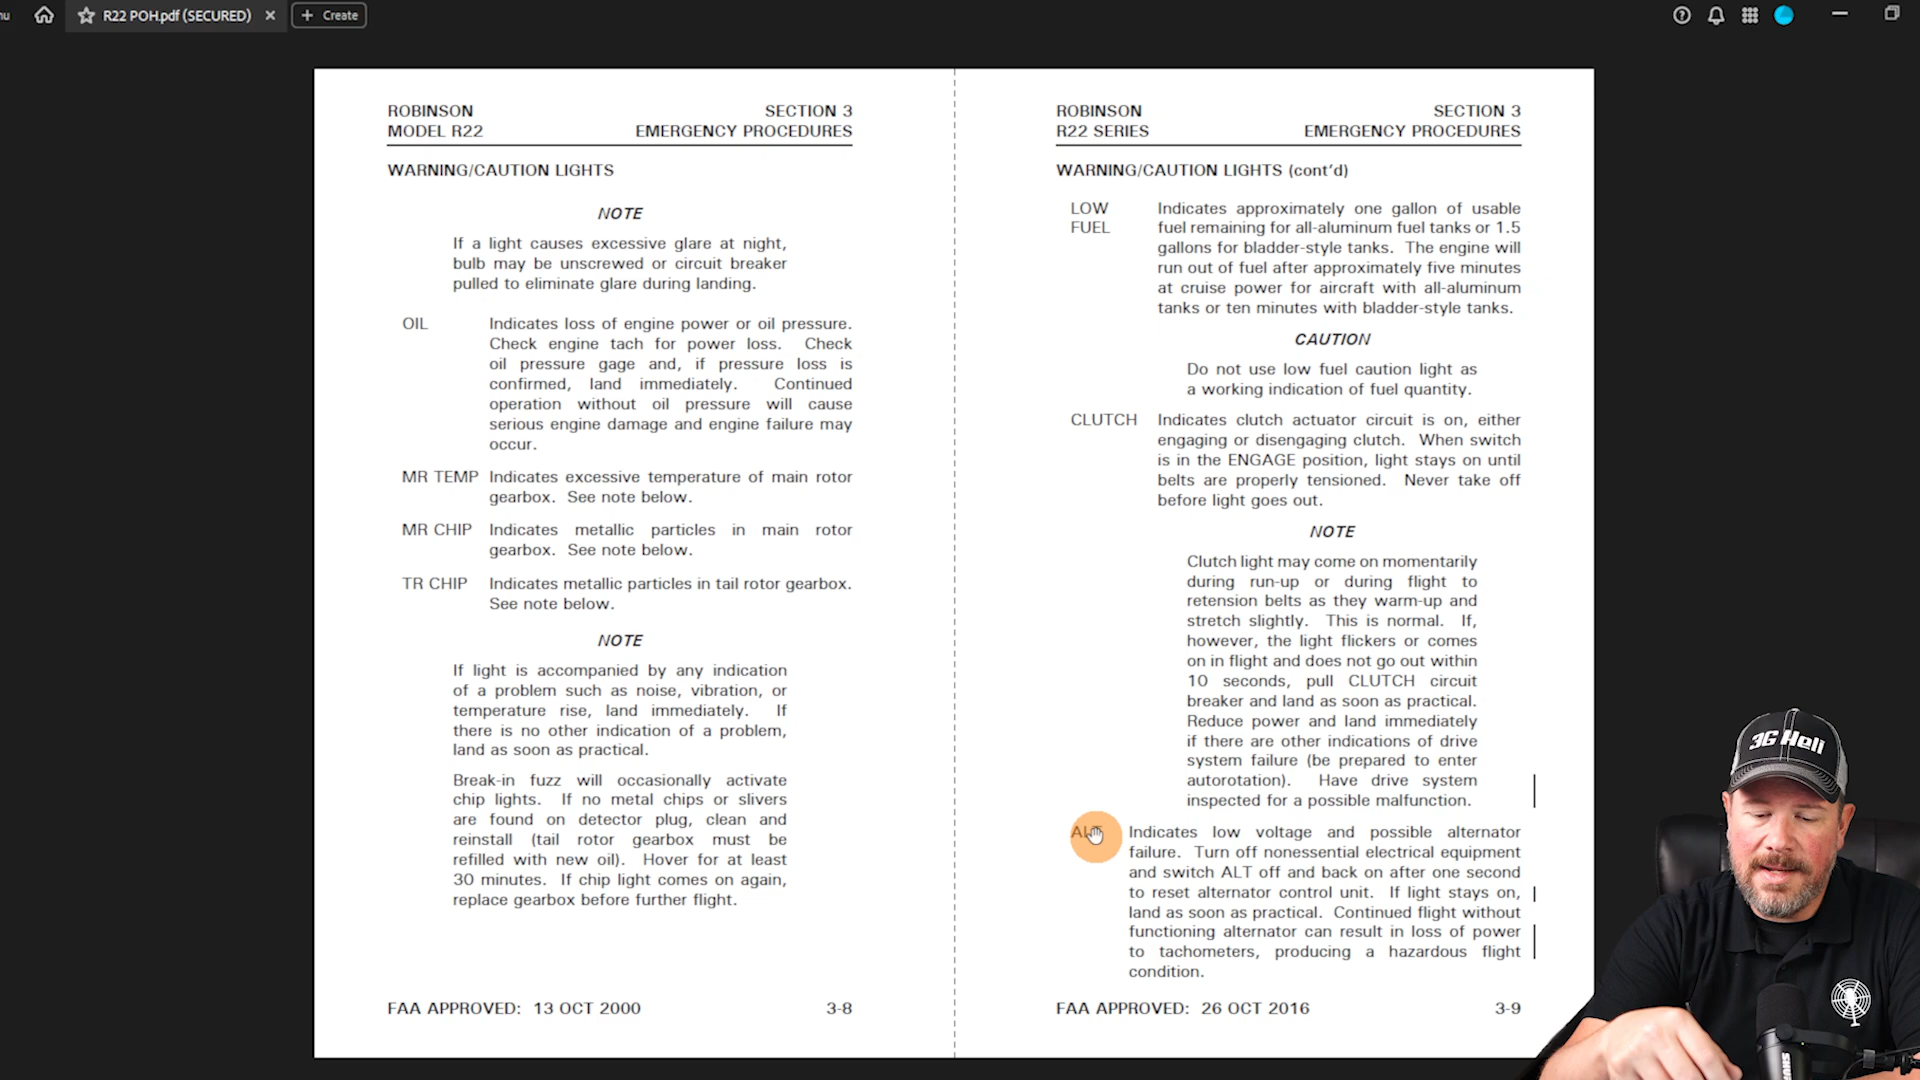 nu
R22 POH.pdf (SECURED)
Create
ROBINSON SECTION 3
MODEL R22 EMERGENCY PROCEDURES
WARNING/CAUTION LIGHTS
NOTE
If a light causes excessive glare at night,
bulb may be unscrewed or circuit breaker
pulled to eliminate glare during landing.
OIL Indicates loss of engine power or oil pressure.
Check engine tach for power loss. Check
oil pressure gage and, if pressure loss is
confirmed, land immediately. Continued
operation without oil pressure will cause
serious engine damage and engine failure may
occur.
MR TEMP Indicates excessive temperature of main rotor
gearbox. See note below.
MR CHIP Indicates metallic particles in main rotor
gearbox. See note below.
TR CHIP Indicates metallic particles in tail rotor gearbox.
See note below.
NOTE
If light is accompanied by any indication
of a problem such as noise, vibration, or
temperature rise, land immediately. If
there is no other indication of a problem,
land as soon as practical.
Break-in fuzz will occasionally activate
chip lights. If no metal chips or slivers
are found on detector plug, clean and
reinstall (tail rotor gearbox must be
refilled with new oil). Hover for at least
30 minutes. If chip light comes on again,
replace gearbox before further flight.
FAA APPROVED: 13 OCT 2000 3-8
ROBINSON SECTION 3
R22 SERIES EMERGENCY PROCEDURES
WARNING/CAUTION LIGHTS (cont'd)
LOW Indicates approximately one gallon of usable
FUEL fuel remaining for all-aluminum fuel tanks or 1.5
gallons for bladder-style tanks. The engine will
run out of fuel after approximately five minutes
at cruise power for aircraft with all-aluminum
tanks or ten minutes with bladder-style tanks.
CAUTION
Do not use low fuel caution light as
a working indication of fuel quantity.
CLUTCH Indicates clutch actuator circuit is on, either
engaging or disengaging clutch. When switch
is in the ENGAGE position, light stays on until
belts are properly tensioned. Never take off
before light goes out.
NOTE
Clutch light may come on momentarily
during run-up or during flight to
retension belts as they warm-up and
stretch slightly. This is normal. If,
however, the light flickers or comes
on in flight and does not go out within
10 seconds, pull CLUTCH circuit
breaker and land as soon as practical.
Reduce power and land immediately
if there are other indications of drive
system failure (be prepared to enter
autorotation). Have drive system
inspected for a possible malfunction.
ALT Indicates low voltage and possible alternator
failure. Turn off nonessential electrical equipment
and switch ALT off and back on after one second
to reset alternator control unit. If light stays on,
land as soon as practical. Continued flight without
functioning alternator can result in loss of power
to tachometers, producing a hazardous flight
condition.
FAA APPROVED: 26 OCT 2016 3-9
3G Heli